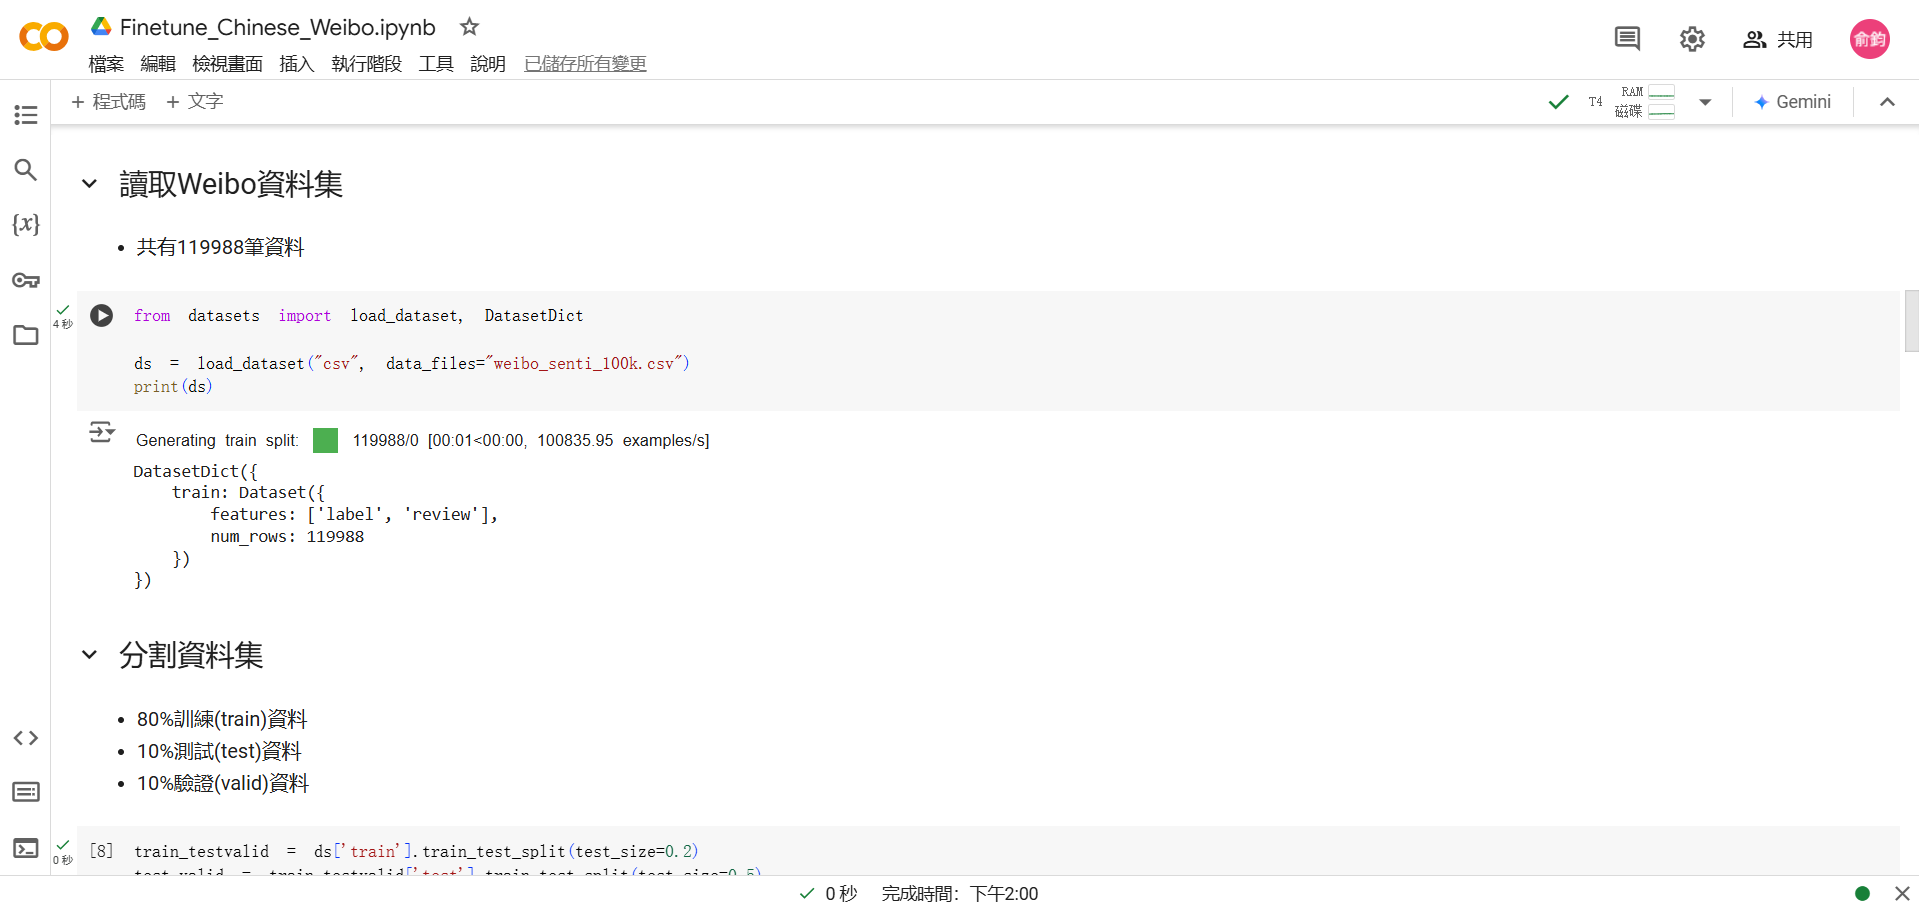 Finetune_Chinese_Weibo.ipynb
檔案 編輯 檢視畫面 插入 執行階段 工具 說明 已儲存所有變更
共用
俞鈞
+ 程式碼 + 文字
T4
RAM
磁碟
Gemini
讀取Weibo資料集
• 共有119988筆資料
4 秒
from datasets import load_dataset, DatasetDict
ds = load_dataset("csv", data_files="weibo_senti_100k.csv")
print(ds)
Generating train split: 119988/0 [00:01<00:00, 100835.95 examples/s]
DatasetDict({
    train: Dataset({
        features: ['label', 'review'],
        num_rows: 119988
    })
})
分割資料集
• 80%訓練(train)資料
• 10%測試(test)資料
• 10%驗證(valid)資料
0 秒
[8] train_testvalid = ds['train'].train_test_split(test_size=0.2)
test_valid = train_testvalid['test'].train_test_split(test_size=0.5)
0 秒 完成時間：下午2:00